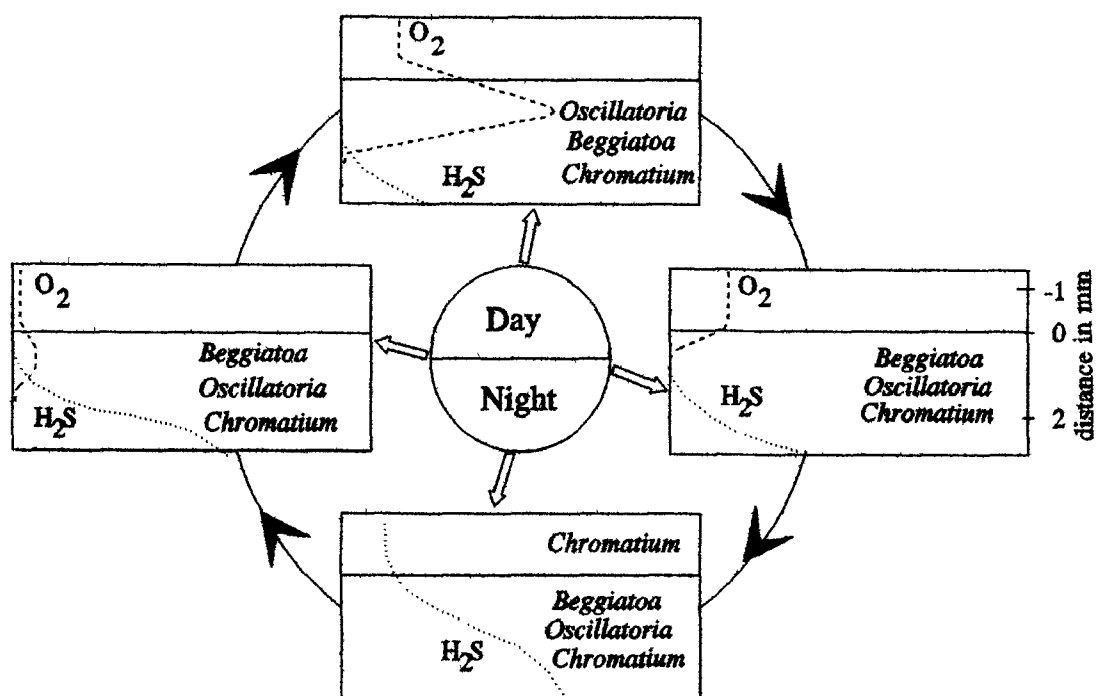 O2
Oscillatoria
Beggiatoa
H2S Chromatium
O2
Beggiatoa
Oscillatoria
H2S Chromatium
Day
Night
O2
Beggiatoa
H2S Oscillatoria
Chromatium
-1
0
2
distance in mm
Chromatium
Beggiatoa
Oscillatoria
H2S Chromatium